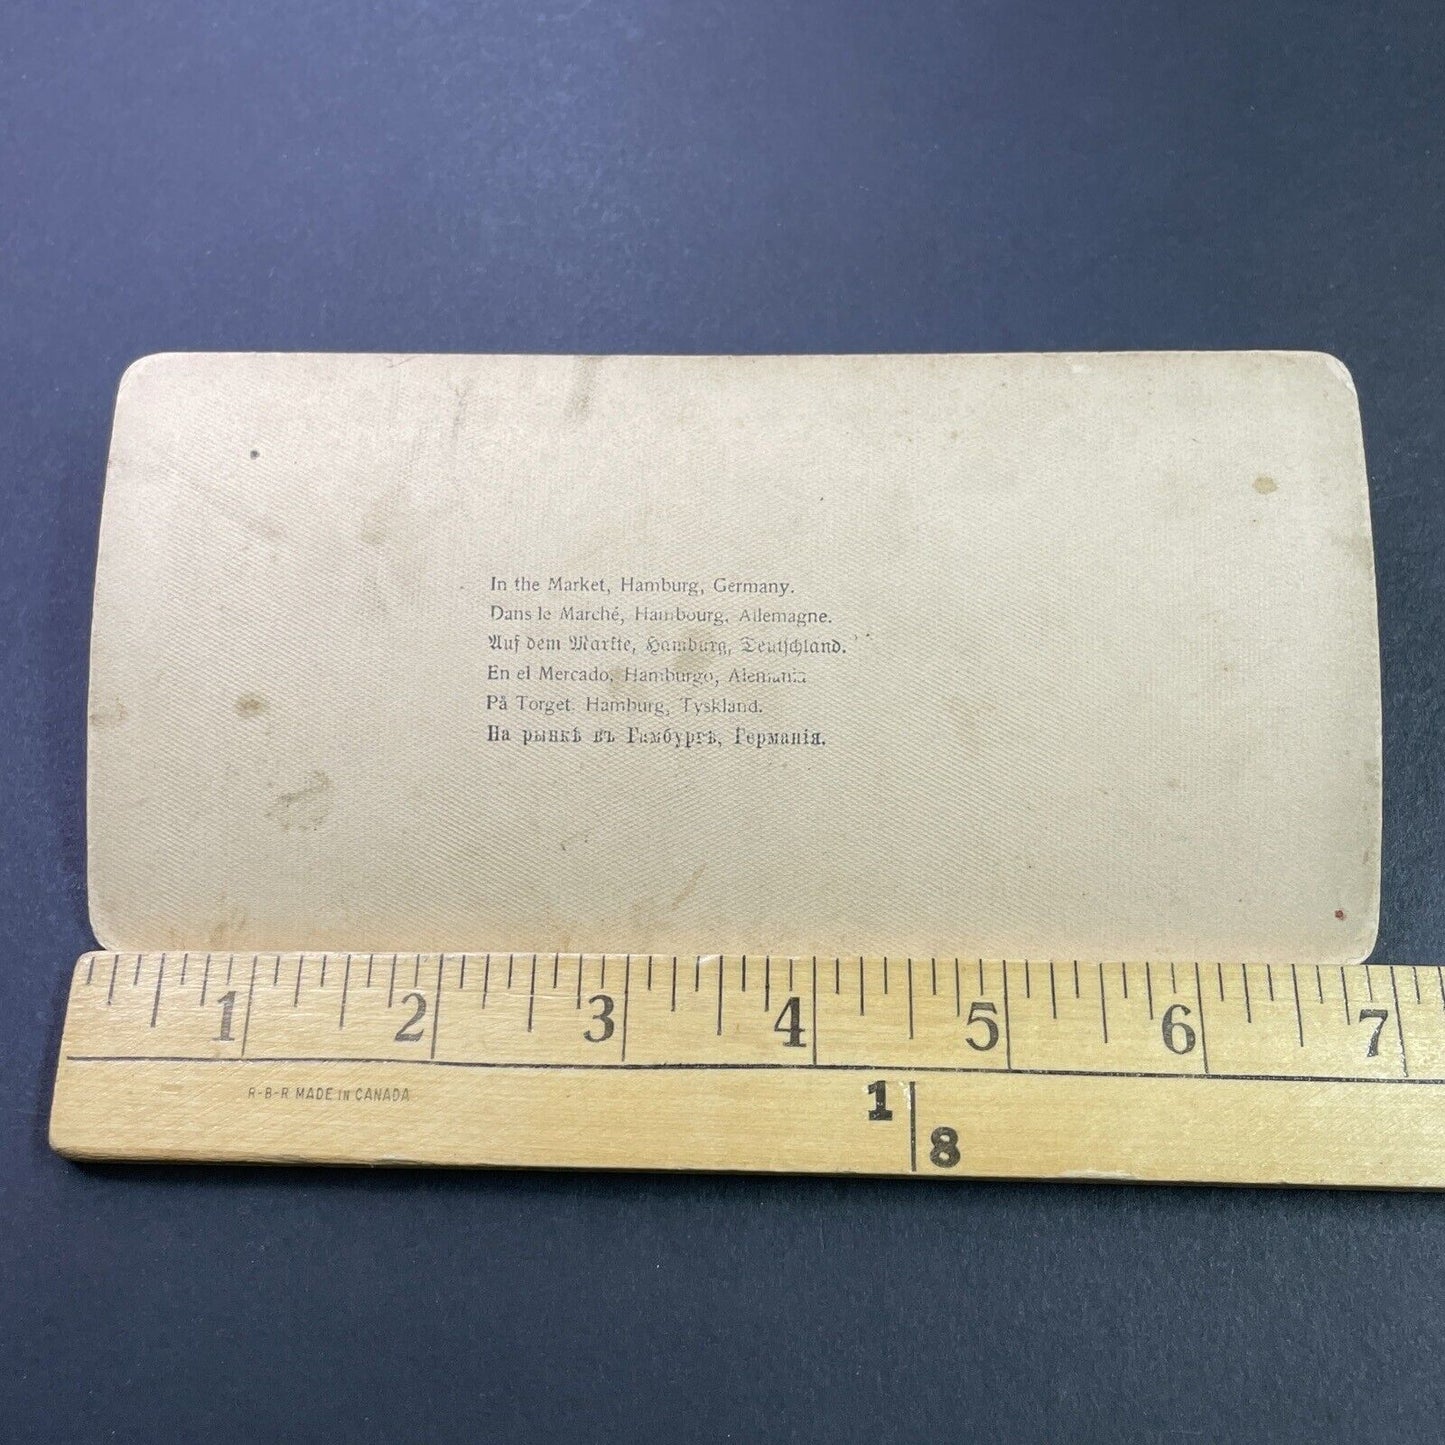 In the Market, Hamburg, Germany.
Dans le Marché, Hambourg, Allemagne.
Auf dem Markte, Hamburg, Deutschland.
En el Mercado, Hamburgo, Alemania
På Torget. Hamburg, Tyskland.
На рынкѣ въ Гамбургѣ, Германія.
1 2 3 4 5 6 7
R-B-R MADE IN CANADA
1
8